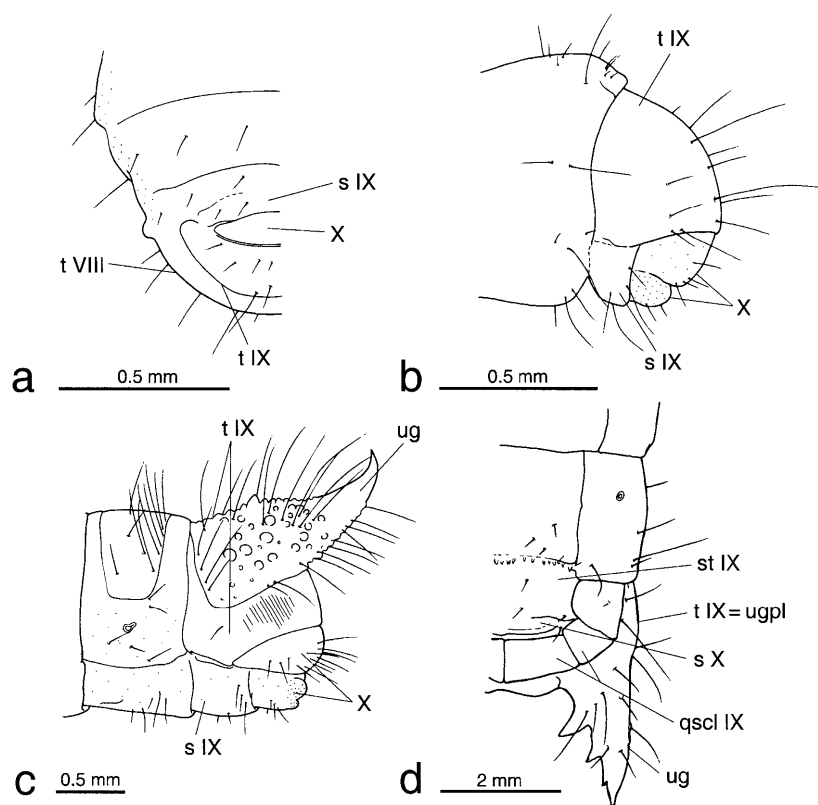 s IX
X
t VIII
t IX
a
0.5 mm
t IX
X
s IX
b
0.5 mm
t IX
ug
X
s IX
c
0.5 mm
st IX
t IX = ugpl
s X
qscl IX
ug
d
2 mm